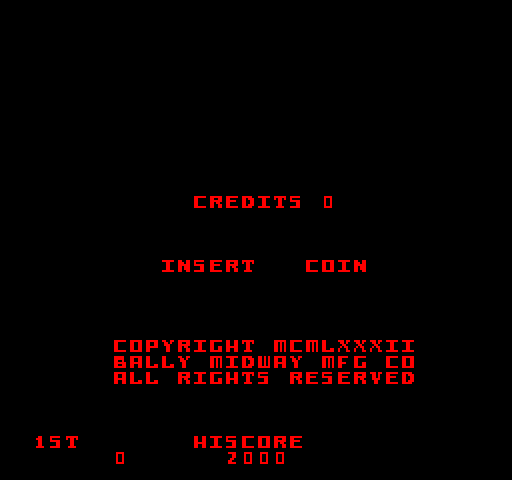 CREDITS 0
INSERT COIN
COPYRIGHT MCMLXXXII
BALLY MIDWAY MFG CO
ALL RIGHTS RESERVED
1ST HISCORE
0 2000